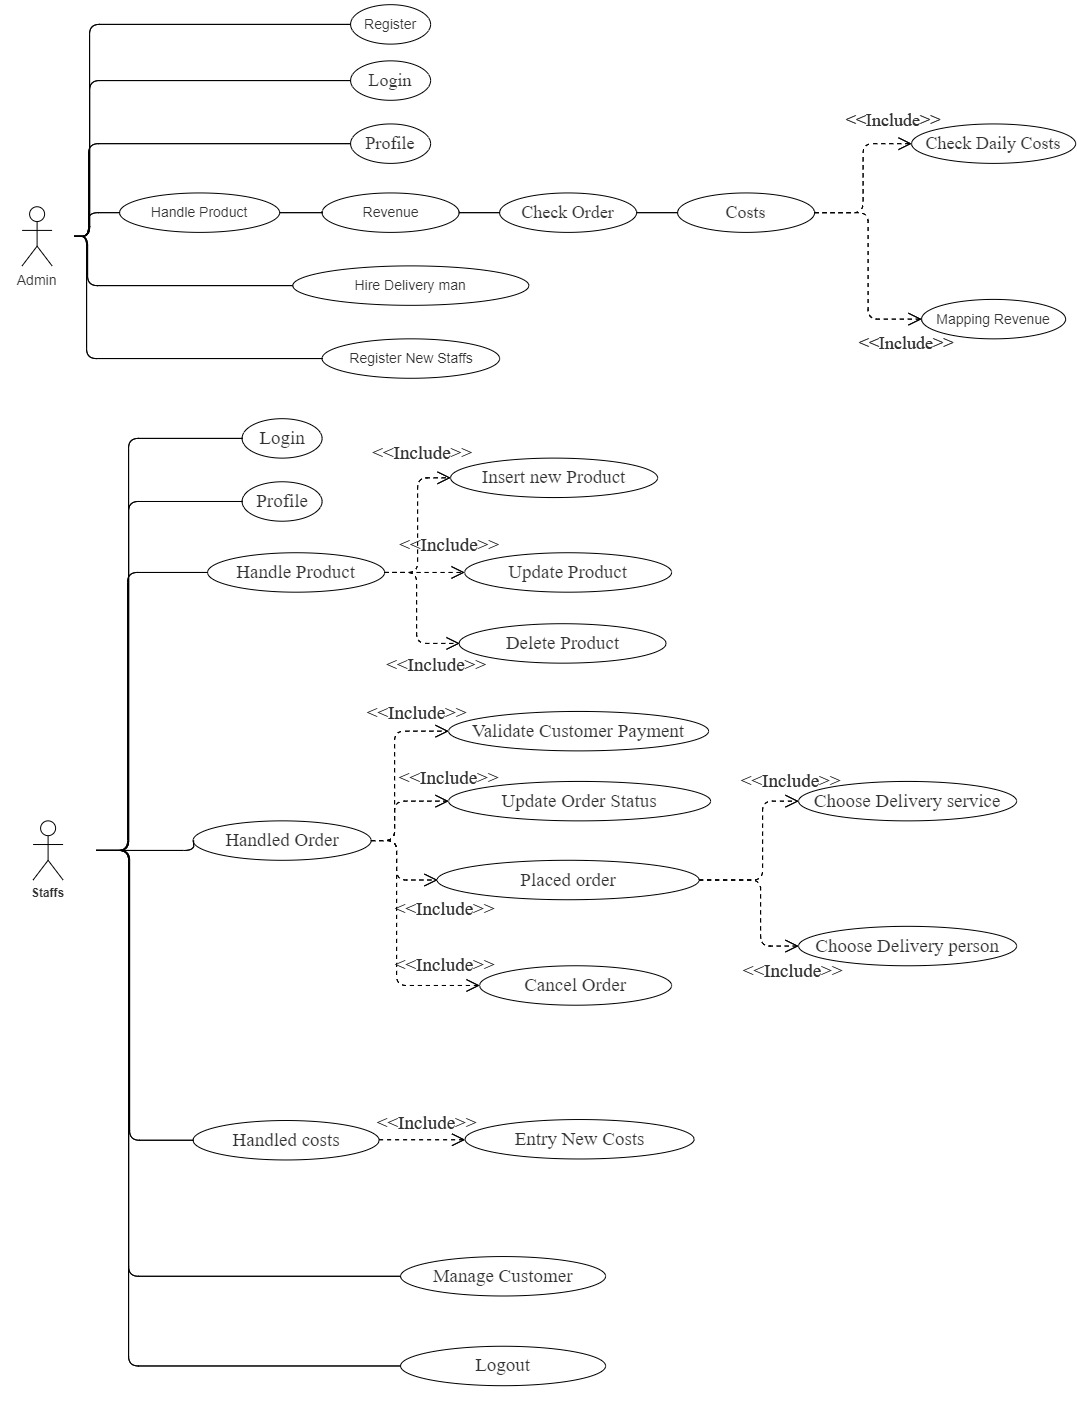 Register
Login
<<Include>>
Profile
Check Daily Costs
Handle Product
Revenue
Check Order
Costs
Admin
Hire Delivery man
Mapping Revenue
<<Include>>
Register New Staffs
Login
<<Include>>
Insert new Product
Profile
<<Include>>
Handle Product
Update Product
Delete Product
<<Include>>
<<Include>>
Validate Customer Payment
<<Include>>
<<Include>>
Update Order Status
Choose Delivery service
Handled Order
Staffs
Placed order
<<Include>>
Choose Delivery person
<<Include>>
<<Include>>
Cancel Order
<<Include>>
Handled costs
Entry New Costs
Manage Customer
Logout